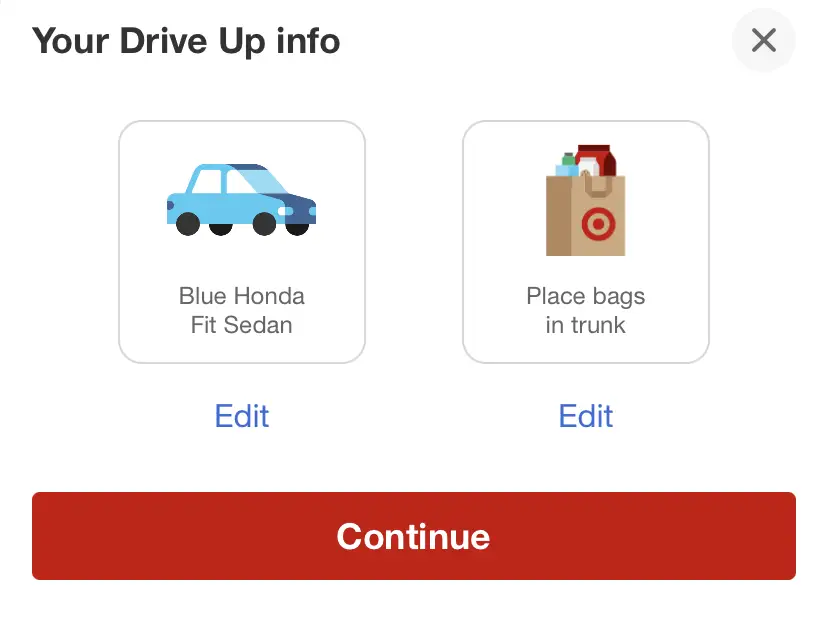 Your Drive Up info
Blue Honda
Fit Sedan
Place bags
in trunk
Edit
Edit
Continue